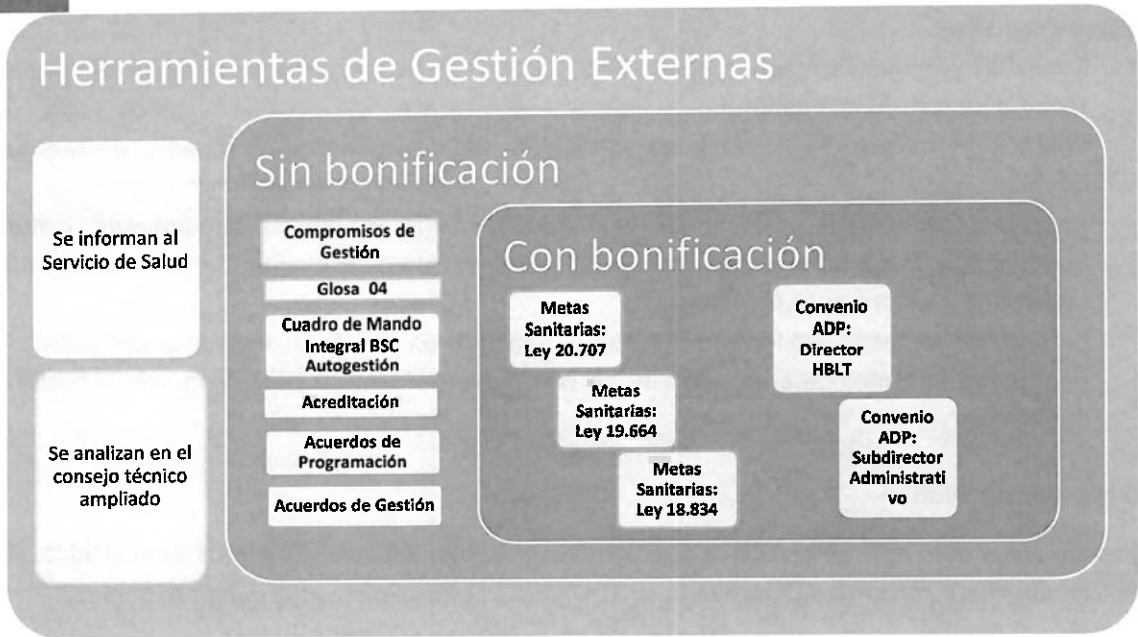 Herramientas de Gestión Externas
Se informan al
Servicio de Salud
Se analizan en el
consejo técnico
ampliado
Sin bonificación
Compromisos de
Gestión
Glosa 04
Cuadro de Mando
Integral BSC
Autogestión
Acreditación
Acuerdos de
Programación
Acuerdos de Gestión
Con bonificación
Metas
Sanitarias:
Ley 20.707
Metas
Sanitarias:
Ley 19.664
Metas
Sanitarias:
Ley 18.834
Convenio
ADP:
Director
HBLT
Convenio
ADP:
Subdirector
Administrati
vo